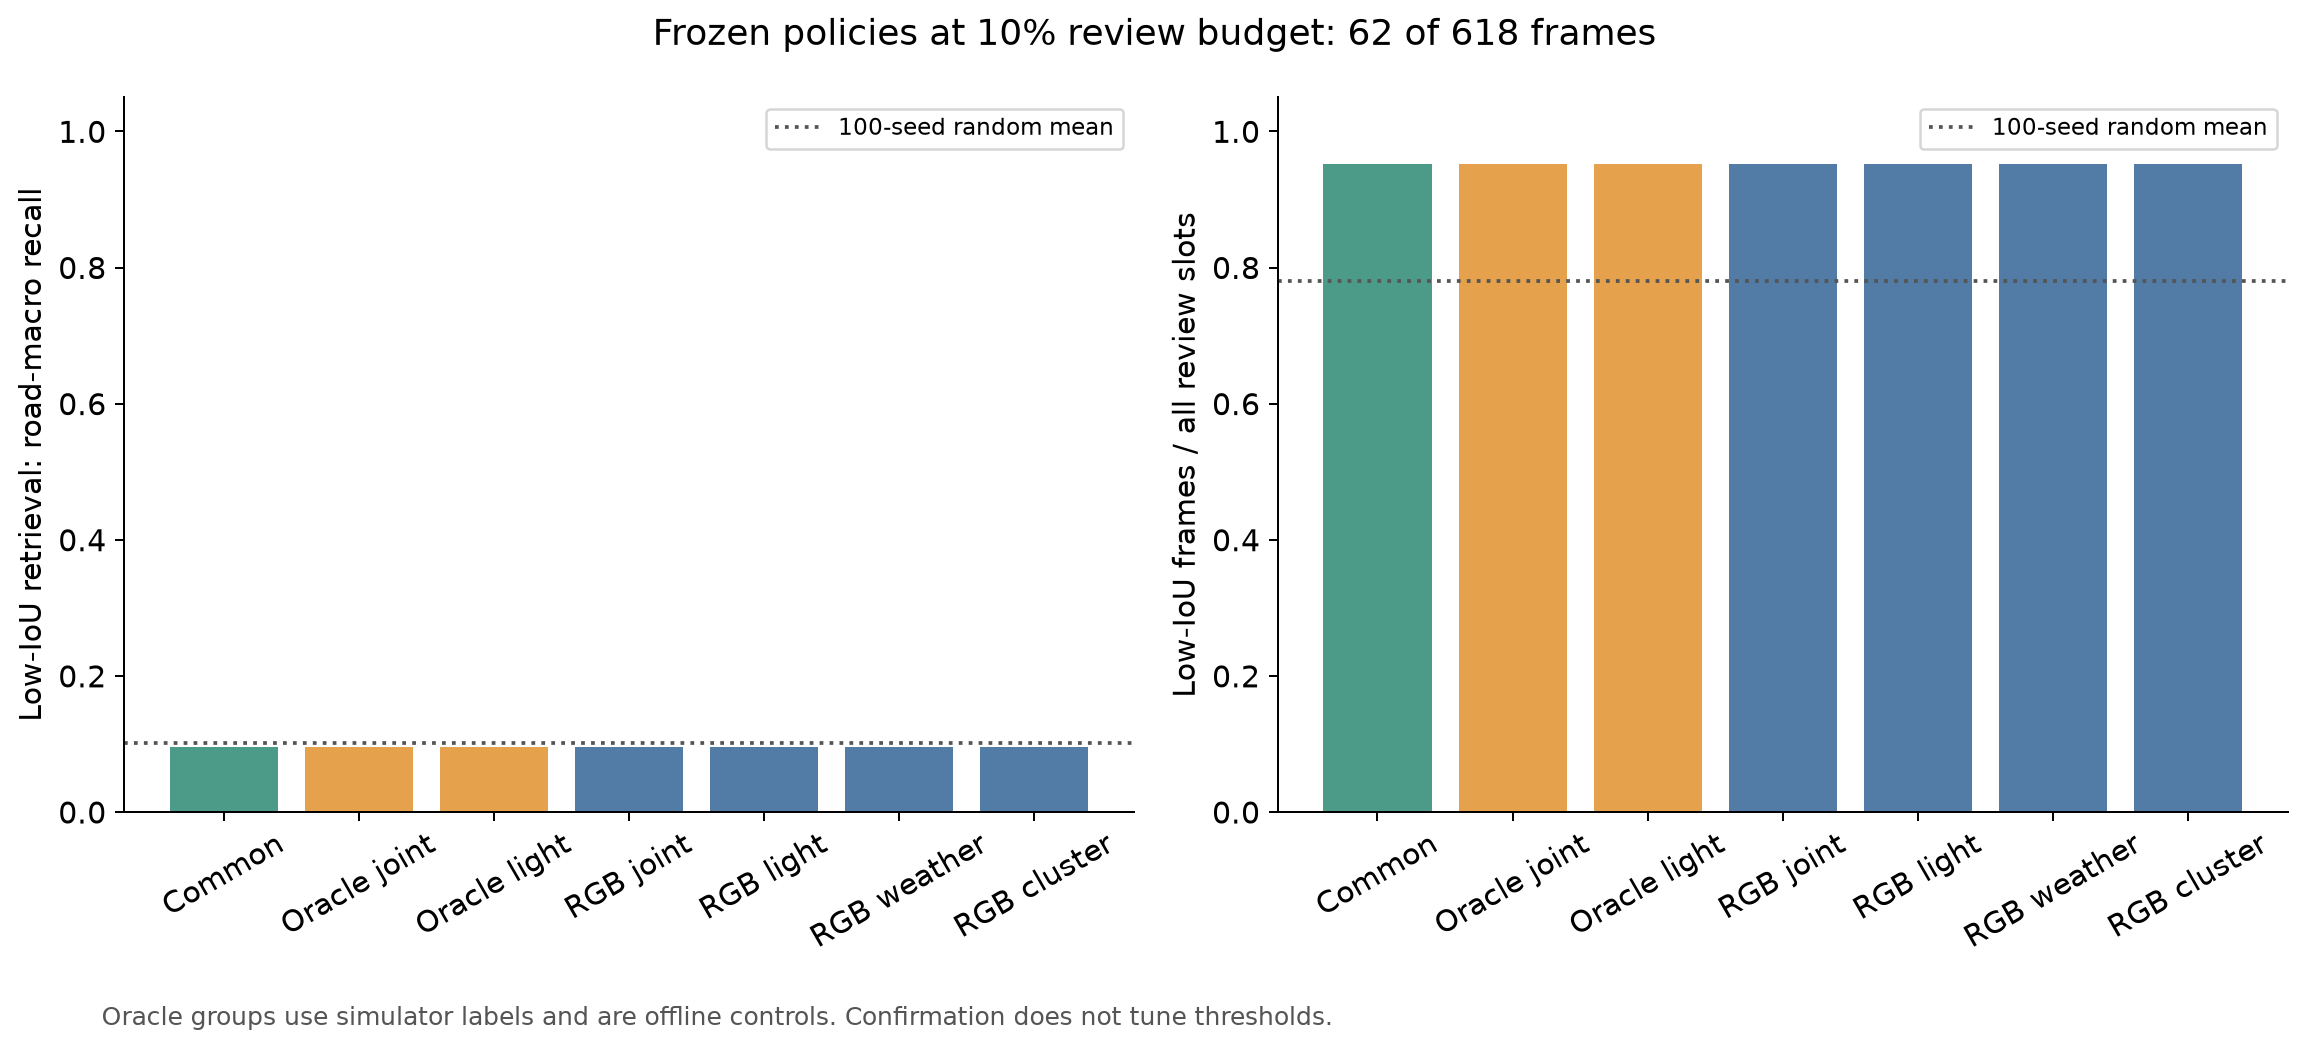 Frozen policies at 10% review budget: 62 of 618 frames
Low-IoU retrieval: road-macro recall
1.0
0.8
0.6
0.4
0.2
0.0
100-seed random mean
Common
Oracle joint
Oracle light
RGB joint
RGB light
RGB weather
RGB cluster
Low-IoU frames / all review slots
1.0
0.8
0.6
0.4
0.2
0.0
100-seed random mean
Common
Oracle joint
Oracle light
RGB joint
RGB light
RGB weather
RGB cluster
Oracle groups use simulator labels and are offline controls. Confirmation does not tune thresholds.